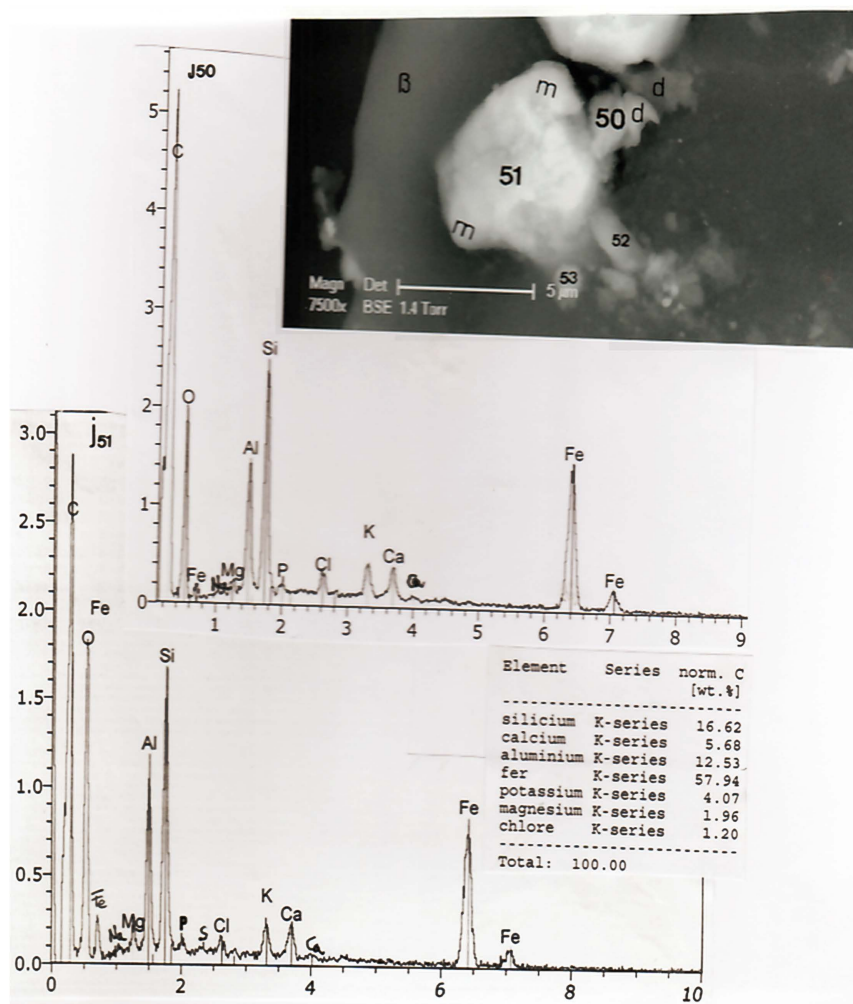 J50
5
4
3
2
1
0
C
O
Fe
Mg
Al
Si
P
Cl
K
Ca
Fe
Fe
1 2 3 4 5 6 7 8 9
ß
m
m
50
d
d
51
52
53
Magn Det 5 µm
7500x BSE 1.4 Torr
j51
3.0
2.5
2.0
1.5
1.0
0.5
0.0
C
O
Fe
Fe
Na
Mg
Al
Si
P
S
Cl
K
Ca
Ca
Fe
Fe
0 2 4 6 8 10
Element Series norm. C
[wt.%]
silicium K-series 16.62
calcium K-series 5.68
aluminium K-series 12.53
fer K-series 57.94
potassium K-series 4.07
magnesium K-series 1.96
chlore K-series 1.20
Total: 100.00